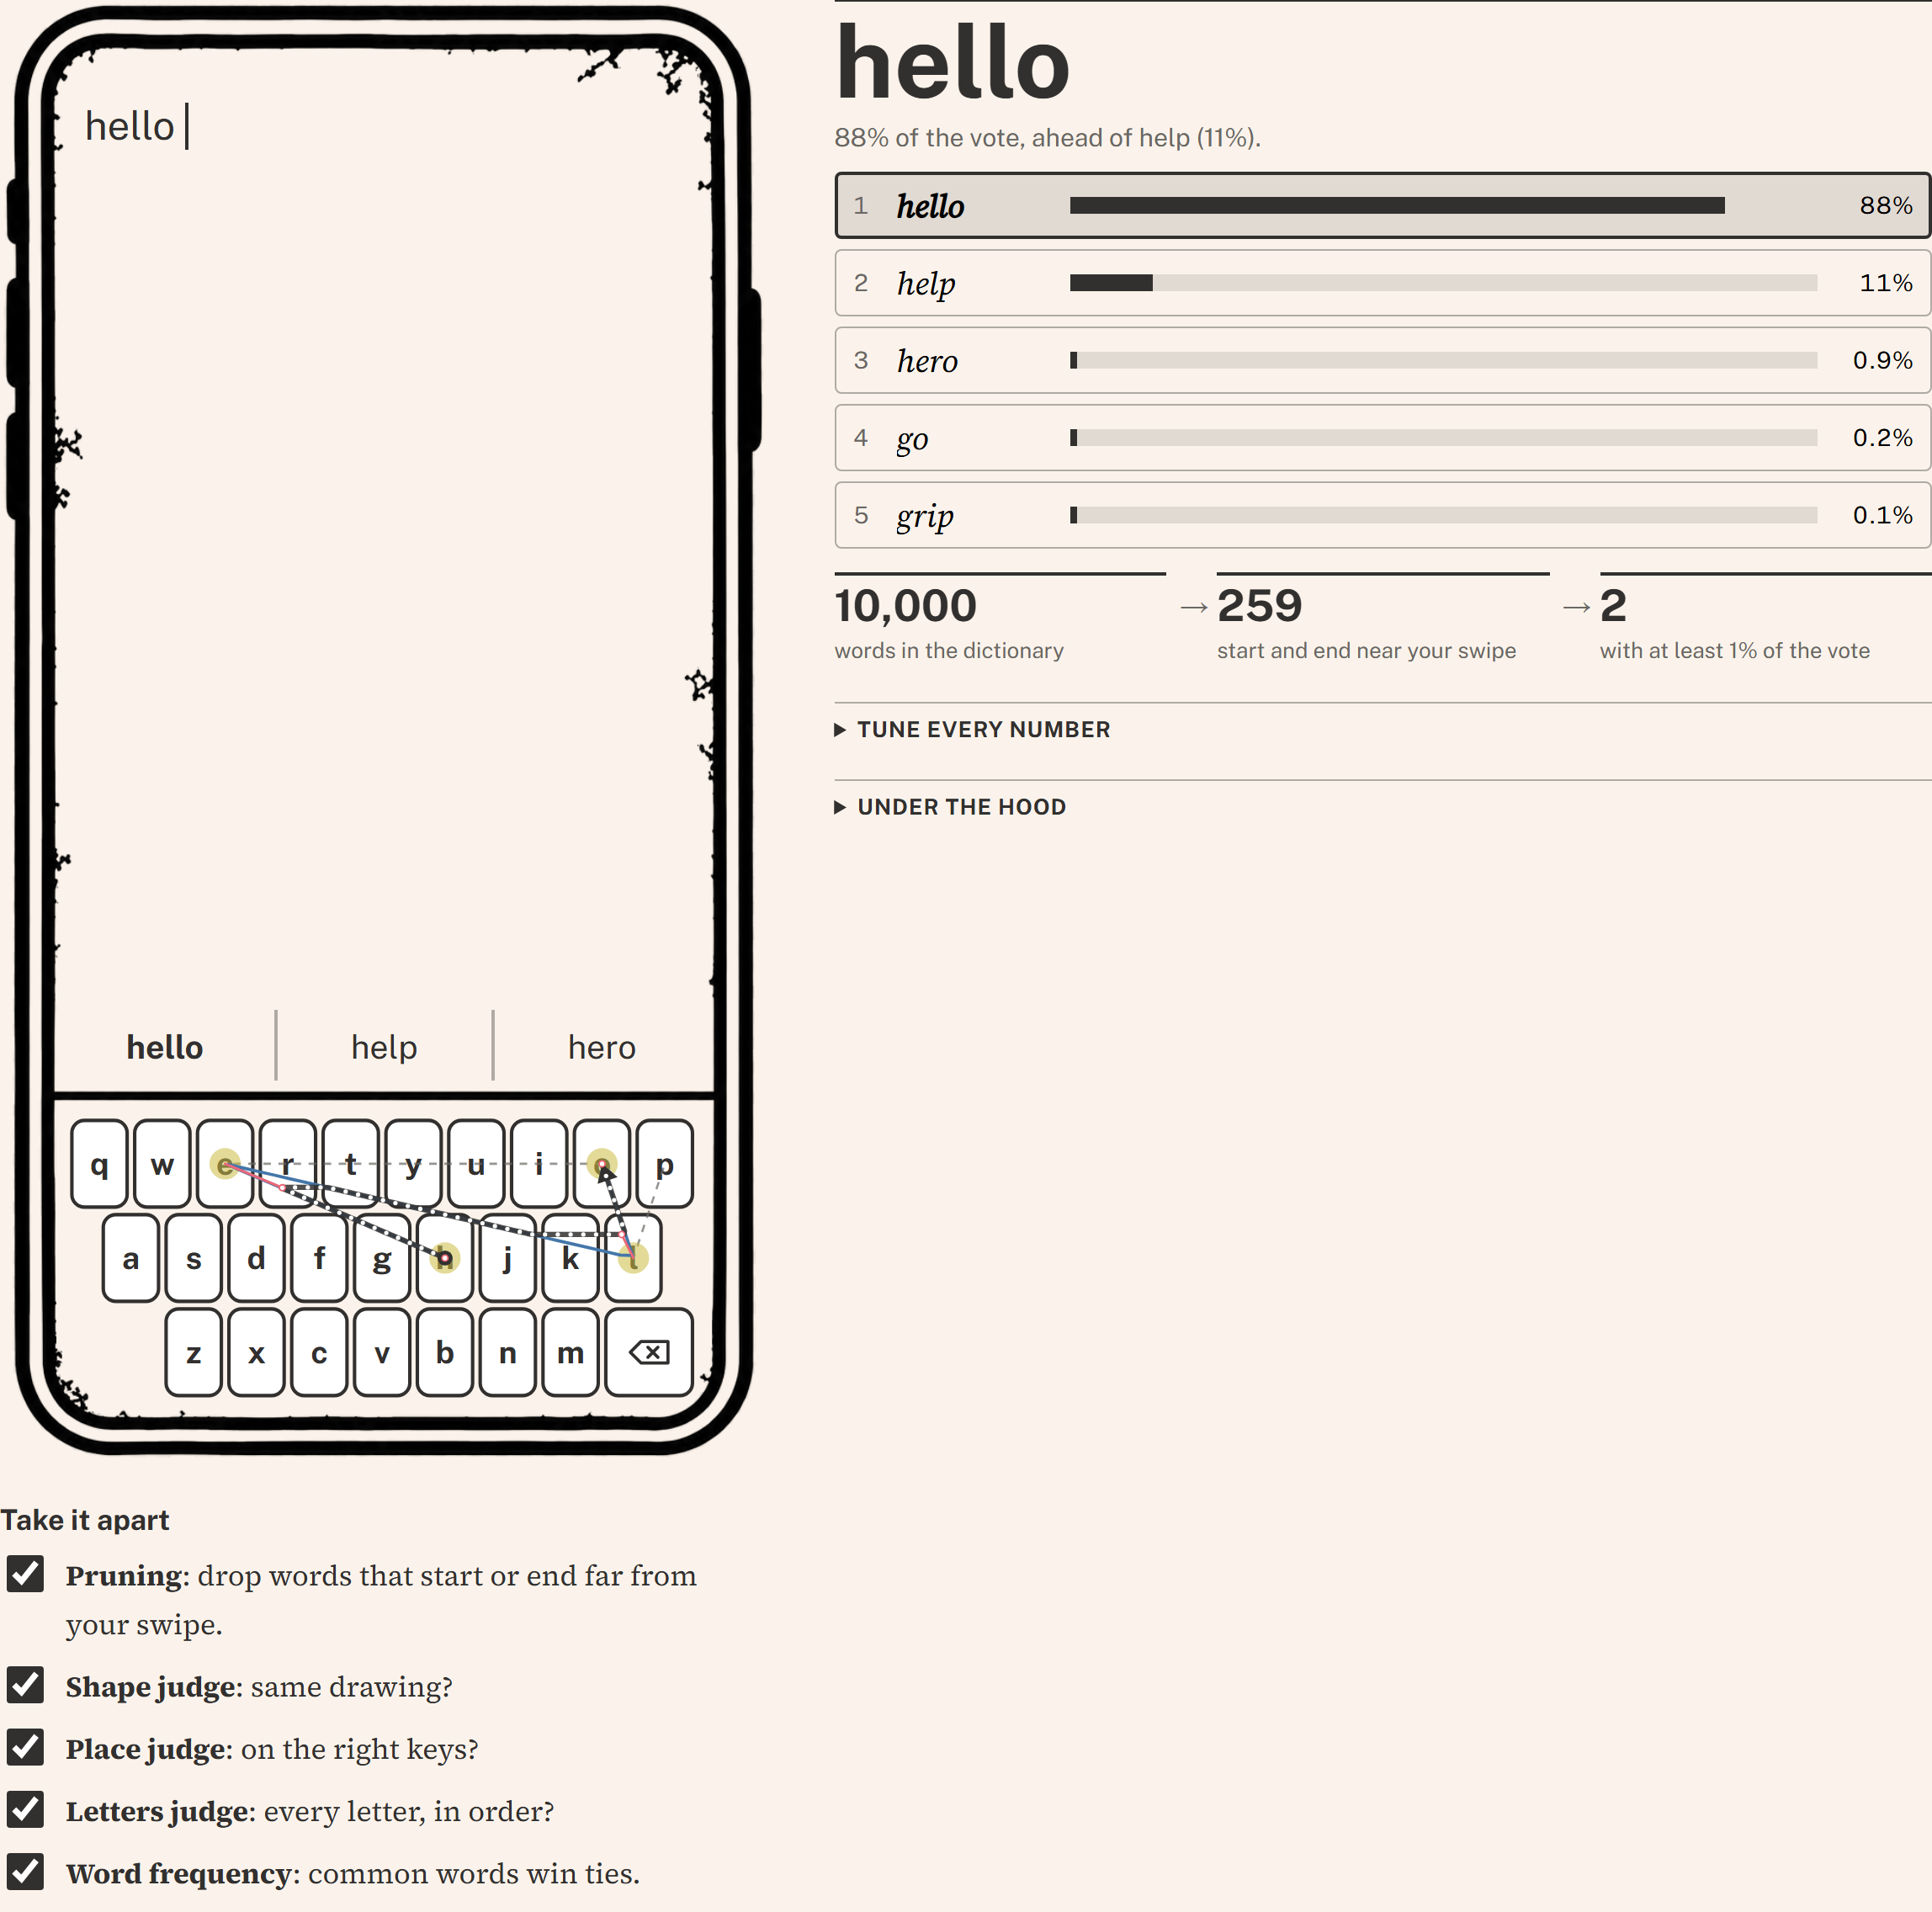 hello
hello help hero
q w e r t y u i o p
a s d f g h j k l
z x c v b n m
Take it apart
Pruning: drop words that start or end far from
your swipe.
Shape judge: same drawing?
Place judge: on the right keys?
Letters judge: every letter, in order?
Word frequency: common words win ties.
hello
88% of the vote, ahead of help (11%).
1 hello 88%
2 help 11%
3 hero 0.9%
4 go 0.2%
5 grip 0.1%
10,000 → 259 → 2
words in the dictionary start and end near your swipe with at least 1% of the vote
TUNE EVERY NUMBER
UNDER THE HOOD